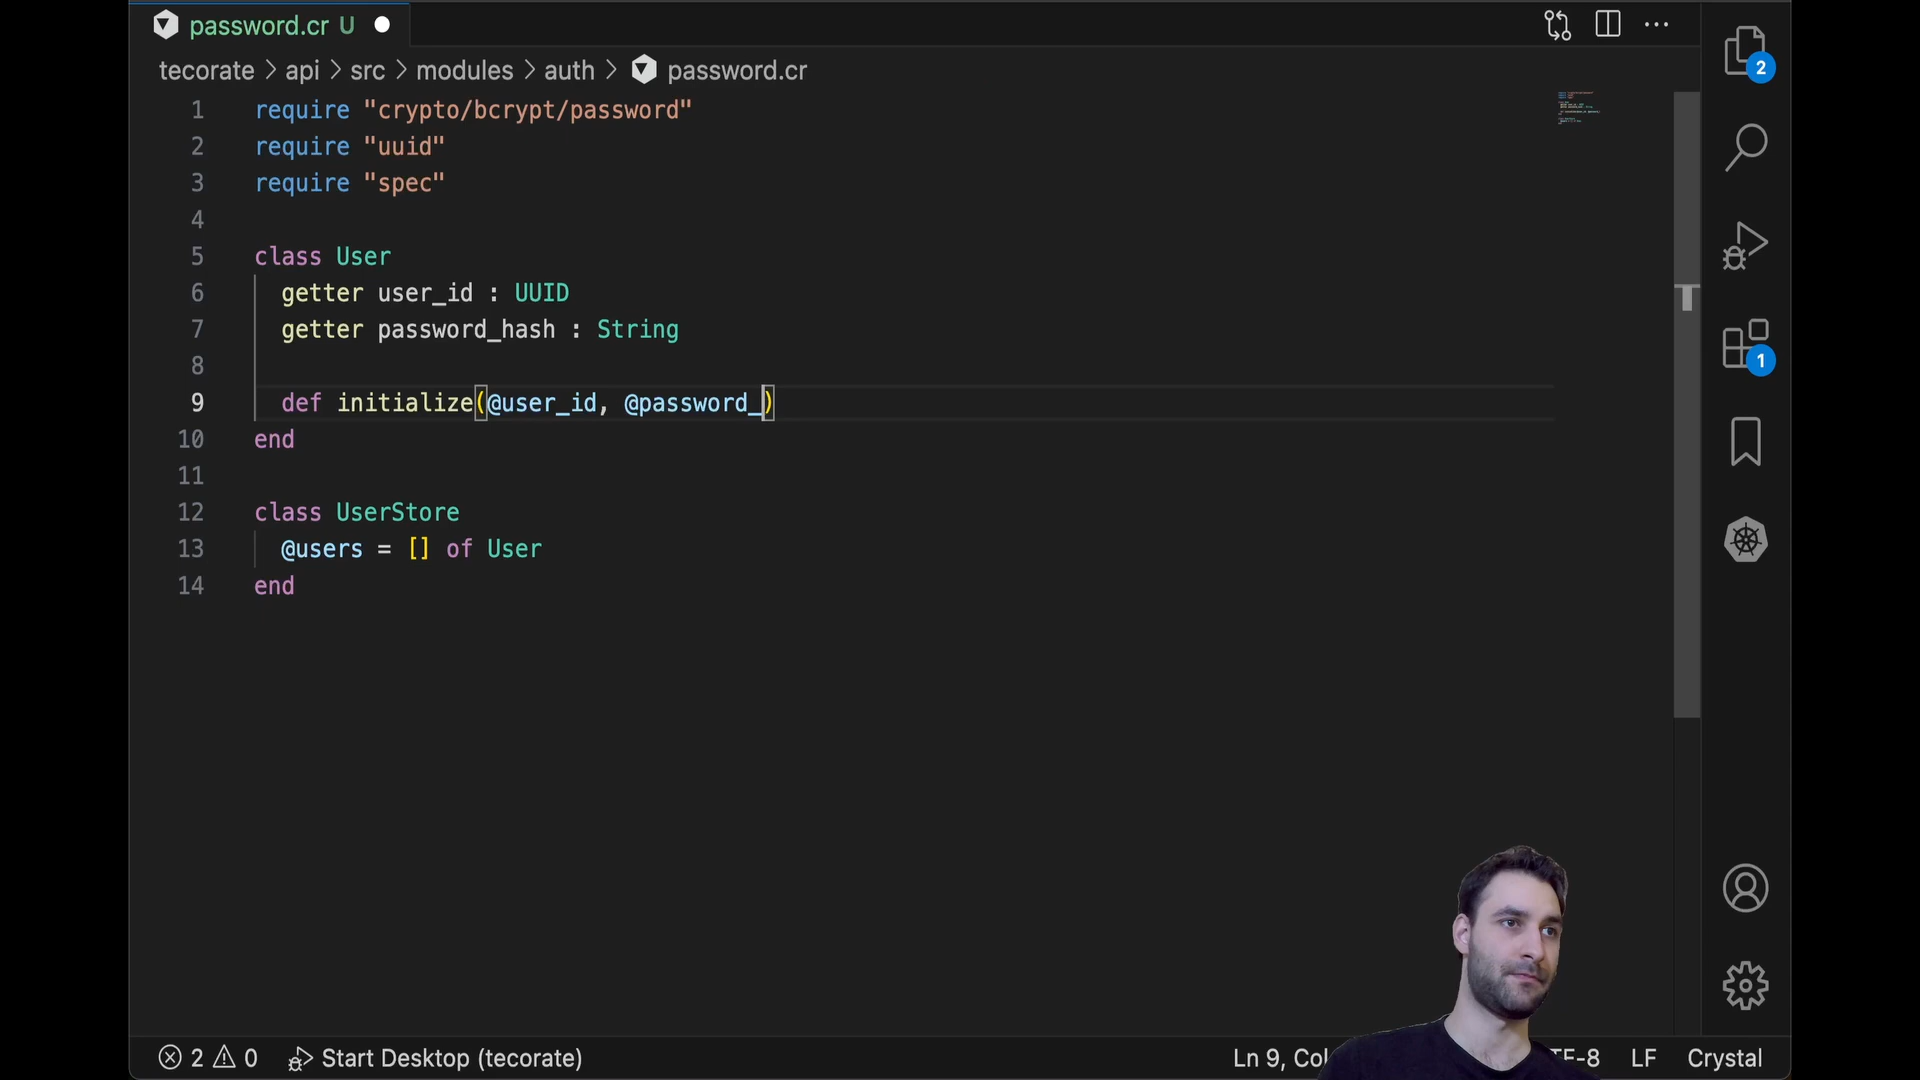 password.cr U
tecorate > api > src > modules > auth > password.cr
2
1 require "crypto/bcrypt/password"
2 require "uuid"
3 require "spec"
4
5 class User
6 getter user_id : UUID
7 getter password_hash : String
8
9 def initialize(@user_id, @password_)
10 end
11
12 class UserStore
13 @users = [] of User
14 end
1
2 0 Start Desktop (tecorate) Ln 9, LF Crystal